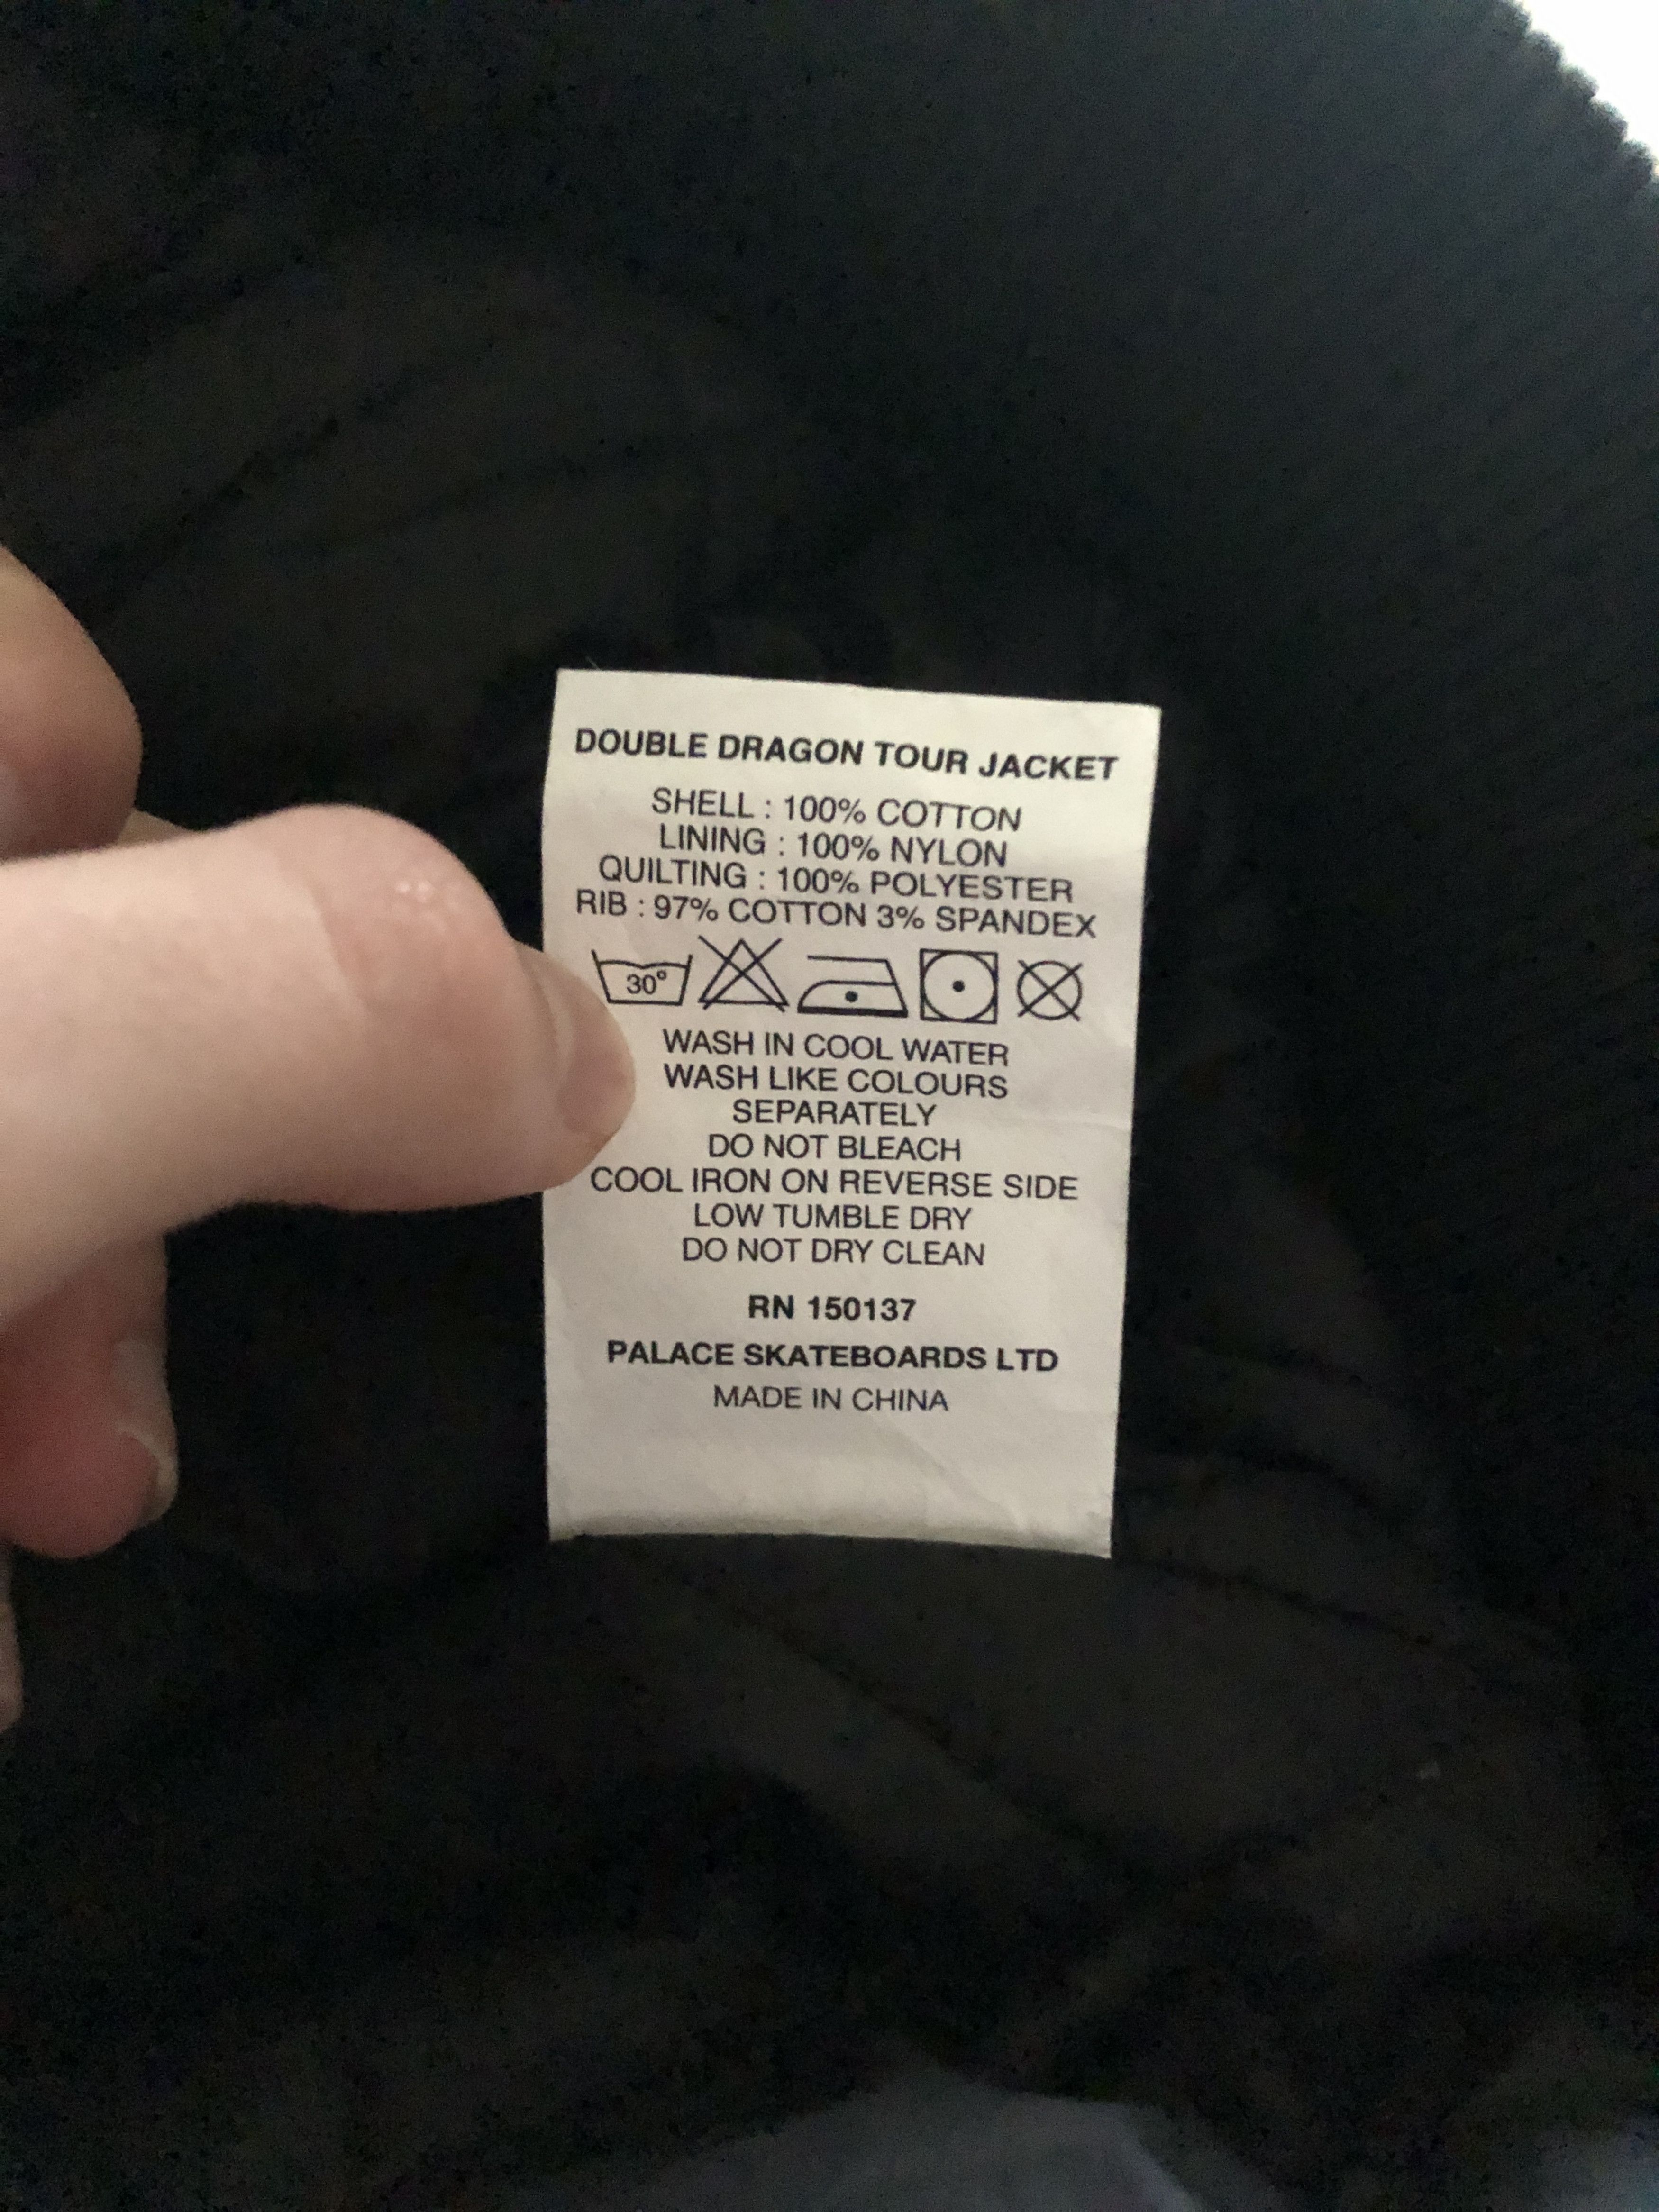 DOUBLE DRAGON TOUR JACKET
SHELL : 100% COTTON
LINING : 100% NYLON
QUILTING : 100% POLYESTER
RIB : 97% COTTON 3% SPANDEX
30°
WASH IN COOL WATER
WASH LIKE COLOURS
SEPARATELY
DO NOT BLEACH
COOL IRON ON REVERSE SIDE
LOW TUMBLE DRY
DO NOT DRY CLEAN
RN 150137
PALACE SKATEBOARDS LTD
MADE IN CHINA